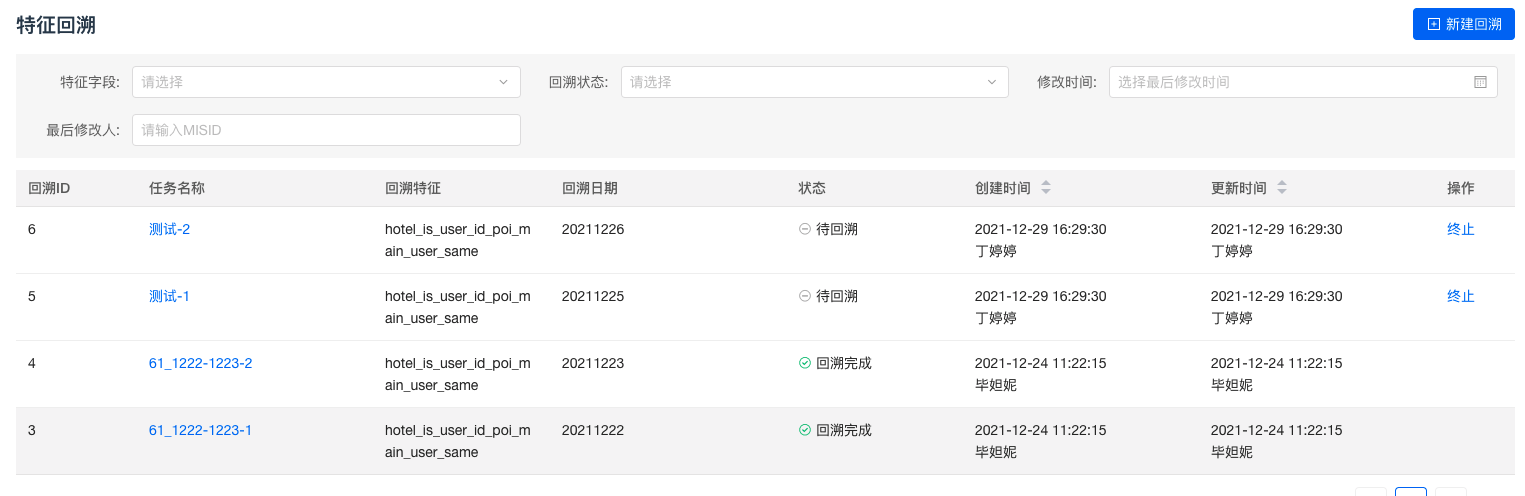 特征回溯
新建回溯
特征字段: 请选择 回溯状态: 请选择 修改时间: 选择最后修改时间
最后修改人: 请输入MISID
回溯ID 任务名称 回溯特征 回溯日期 状态 创建时间 更新时间 操作
6 测试-2 hotel_is_user_id_poi_m 20211226 待回溯 2021-12-29 16:29:30 2021-12-29 16:29:30 终止
ain_user_same 丁婷婷 丁婷婷
5 测试-1 hotel_is_user_id_poi_m 20211225 待回溯 2021-12-29 16:29:30 2021-12-29 16:29:30 终止
ain_user_same 丁婷婷 丁婷婷
4 61_1222-1223-2 hotel_is_user_id_poi_m 20211223 回溯完成 2021-12-24 11:22:15 2021-12-24 11:22:15
ain_user_same 毕妲妮 毕妲妮
3 61_1222-1223-1 hotel_is_user_id_poi_m 20211222 回溯完成 2021-12-24 11:22:15 2021-12-24 11:22:15
ain_user_same 毕妲妮 毕妲妮